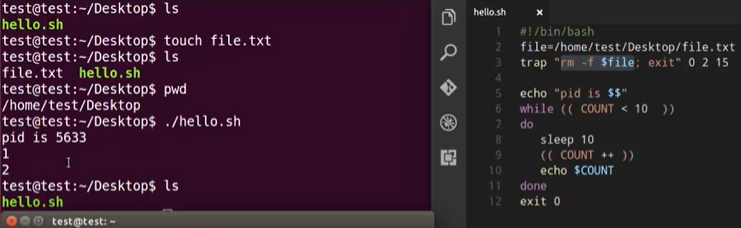 test@test:~/Desktop$ ls
hello.sh
test@test:~/Desktop$ touch file.txt
test@test:~/Desktop$ ls
file.txt  hello.sh
test@test:~/Desktop$ pwd
/home/test/Desktop
test@test:~/Desktop$ ./hello.sh
pid is 5633
1
2
test@test:~/Desktop$ ls
hello.sh
test@test: ~
hello.sh ×
1 #!/bin/bash
2 file=/home/test/Desktop/file.txt
3 trap "rm -f $file; exit" 0 2 15
4
5 echo "pid is $$"
6 while (( COUNT < 10  ))
7 do
8     sleep 10
9     (( COUNT ++ ))
10     echo $COUNT
11 done
12 exit 0